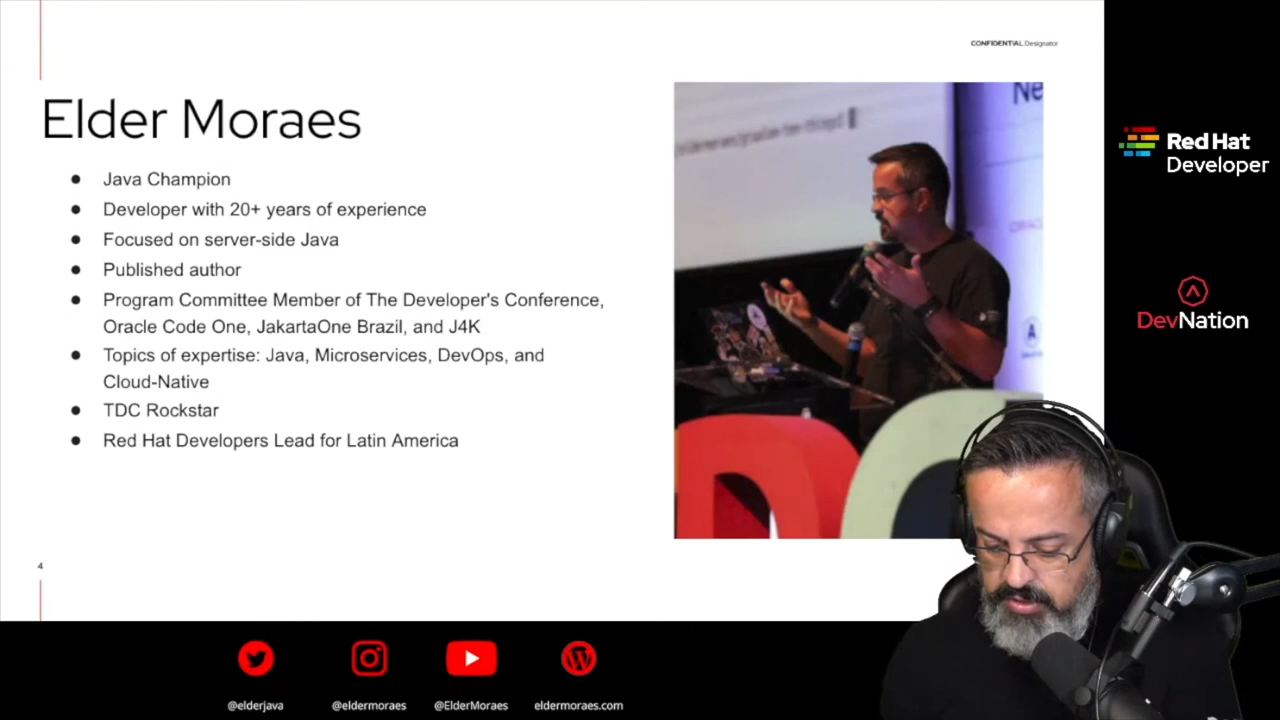 CONFIDENTIAL Designator
Elder Moraes
Java Champion
Developer with 20+ years of experience
Focused on server-side Java
Published author
Program Committee Member of The Developer's Conference,
Oracle Code One, JakartaOne Brazil, and J4K
Topics of expertise: Java, Microservices, DevOps, and
Cloud-Native
TDC Rockstar
Red Hat Developers Lead for Latin America
4
Ne
Red Hat
Developer
DevNation
@elderjava
@eldermoraes
@ElderMoraes
eldermoraes.com